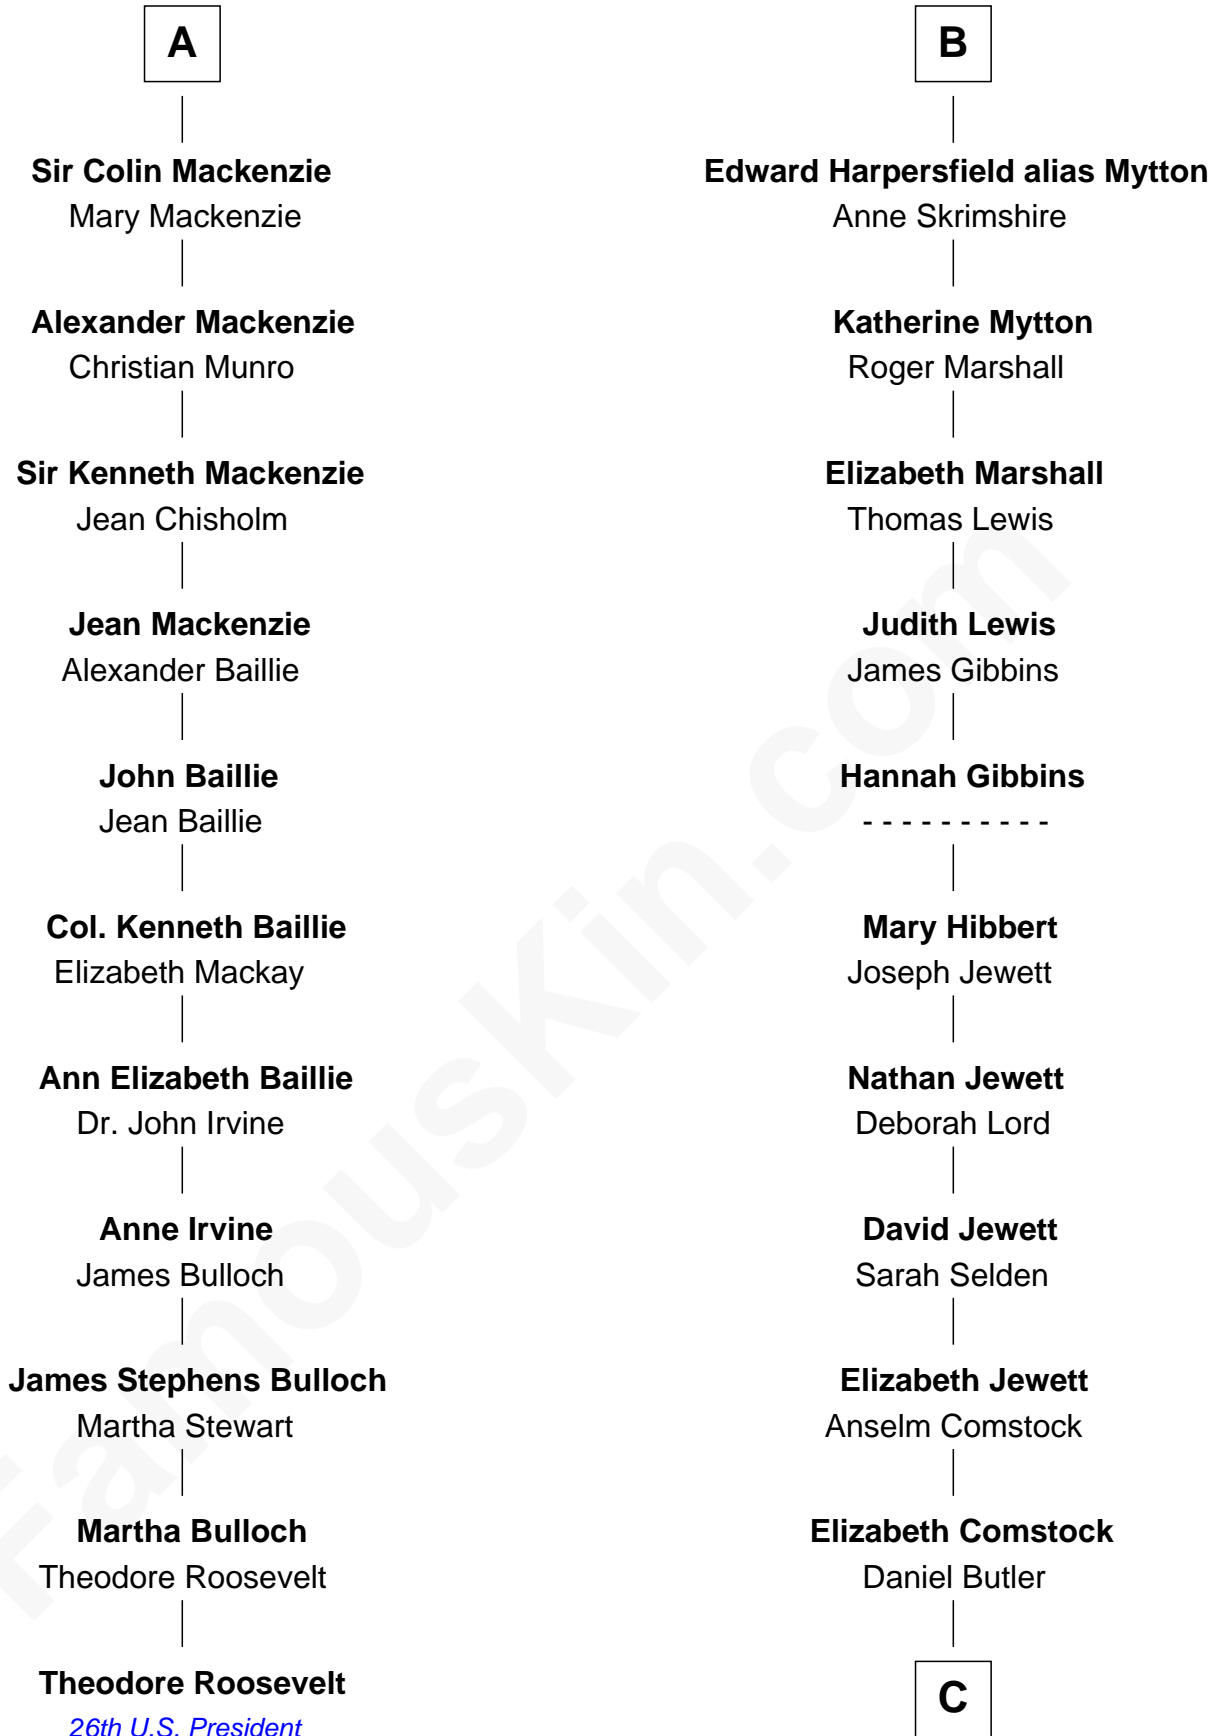 A
Sir Colin Mackenzie
Mary Mackenzie
Alexander Mackenzie
Christian Munro
Sir Kenneth Mackenzie
Jean Chisholm
Jean Mackenzie
Alexander Baillie
John Baillie
Jean Baillie
Col. Kenneth Baillie
Elizabeth Mackay
Ann Elizabeth Baillie
Dr. John Irvine
Anne Irvine
James Bulloch
James Stephens Bulloch
Martha Stewart
Martha Bulloch
Theodore Roosevelt
Theodore Roosevelt
26th U.S. President
B
Edward Harpersfield alias Mytton
Anne Skrimshire
Katherine Mytton
Roger Marshall
Elizabeth Marshall
Thomas Lewis
Judith Lewis
James Gibbins
Hannah Gibbins
- - - - - - - - - -
Mary Hibbert
Joseph Jewett
Nathan Jewett
Deborah Lord
David Jewett
Sarah Selden
Elizabeth Jewett
Anselm Comstock
Elizabeth Comstock
Daniel Butler
C
FamousKin.com